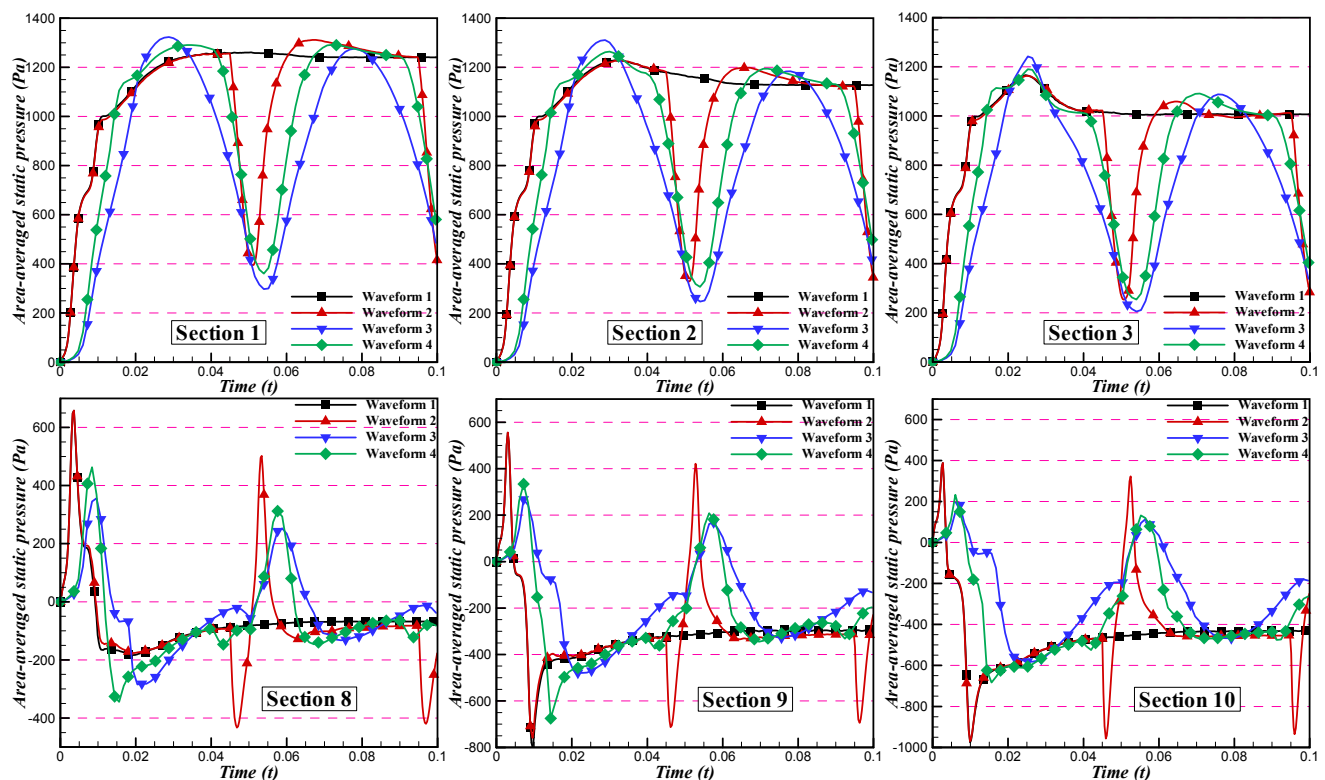 Area-averaged static pressure (Pa)
1400
1200
1000
800
600
400
200
0
Section 1
Waveform 1
Waveform 2
Waveform 3
Waveform 4
0 0.02 0.04 0.06 0.08 0.1
Time (t)
Area-averaged static pressure (Pa)
1400
1200
1000
800
600
400
200
0
Section 2
Waveform 1
Waveform 2
Waveform 3
Waveform 4
0 0.02 0.04 0.06 0.08 0.1
Time (t)
Area-averaged static pressure (Pa)
1400
1200
1000
800
600
400
200
0
Section 3
Waveform 1
Waveform 2
Waveform 3
Waveform 4
0 0.02 0.04 0.06 0.08 0.1
Time (t)
Area-averaged static pressure (Pa)
600
400
200
0
-200
-400
Waveform 1
Waveform 2
Waveform 3
Waveform 4
Section 8
0 0.02 0.04 0.06 0.08 0.1
Time (t)
Area-averaged static pressure (Pa)
700
600
400
200
0
-200
-400
-600
-800
Waveform 1
Waveform 2
Waveform 3
Waveform 4
Section 9
0 0.02 0.04 0.06 0.08 0.1
Time (t)
Area-averaged static pressure (Pa)
700
600
400
200
0
-200
-400
-600
-800
-1000
Waveform 1
Waveform 2
Waveform 3
Waveform 4
Section 10
0 0.02 0.04 0.06 0.08 0.1
Time (t)